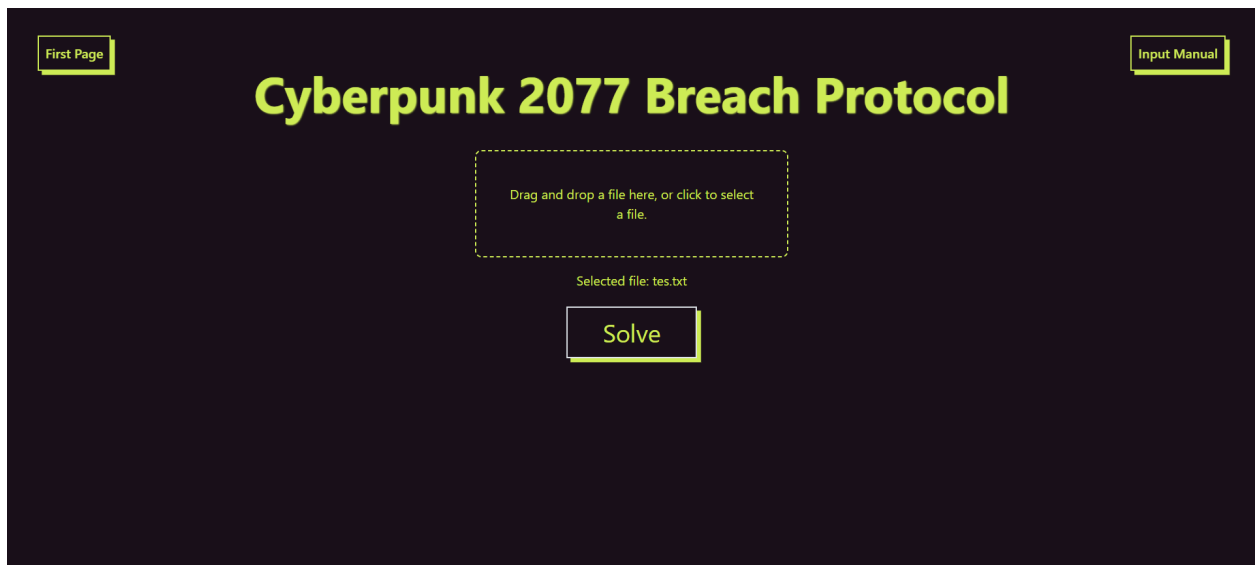 First Page
Input Manual
Cyberpunk 2077 Breach Protocol
Drag and drop a file here, or click to select
a file.
Selected file: tes.txt
Solve